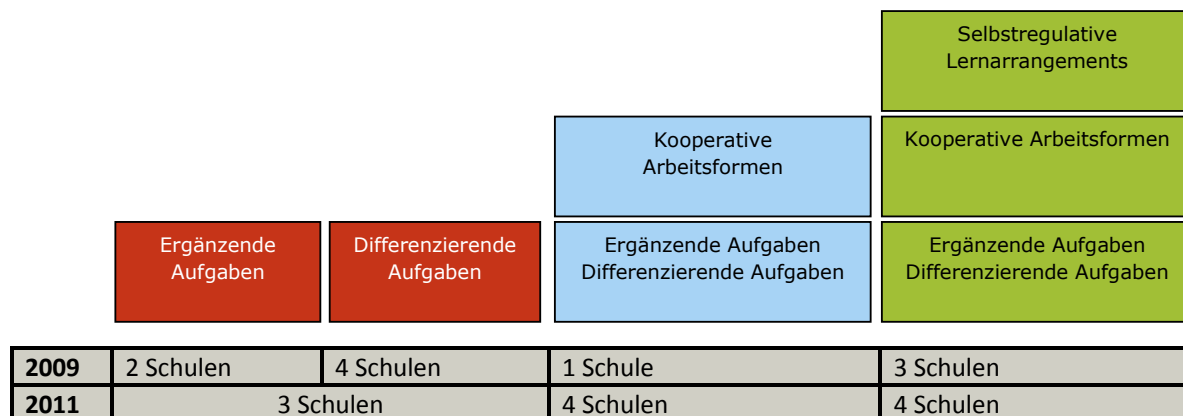 Selbstregulative
Lernarrangements
Kooperative
Arbeitsformen
Kooperative Arbeitsformen
Ergänzende
Aufgaben
Differenzierende
Aufgaben
Ergänzende Aufgaben
Differenzierende Aufgaben
Ergänzende Aufgaben
Differenzierende Aufgaben
2009 2 Schulen 4 Schulen 1 Schule 3 Schulen
2011 3 Schulen 4 Schulen 4 Schulen